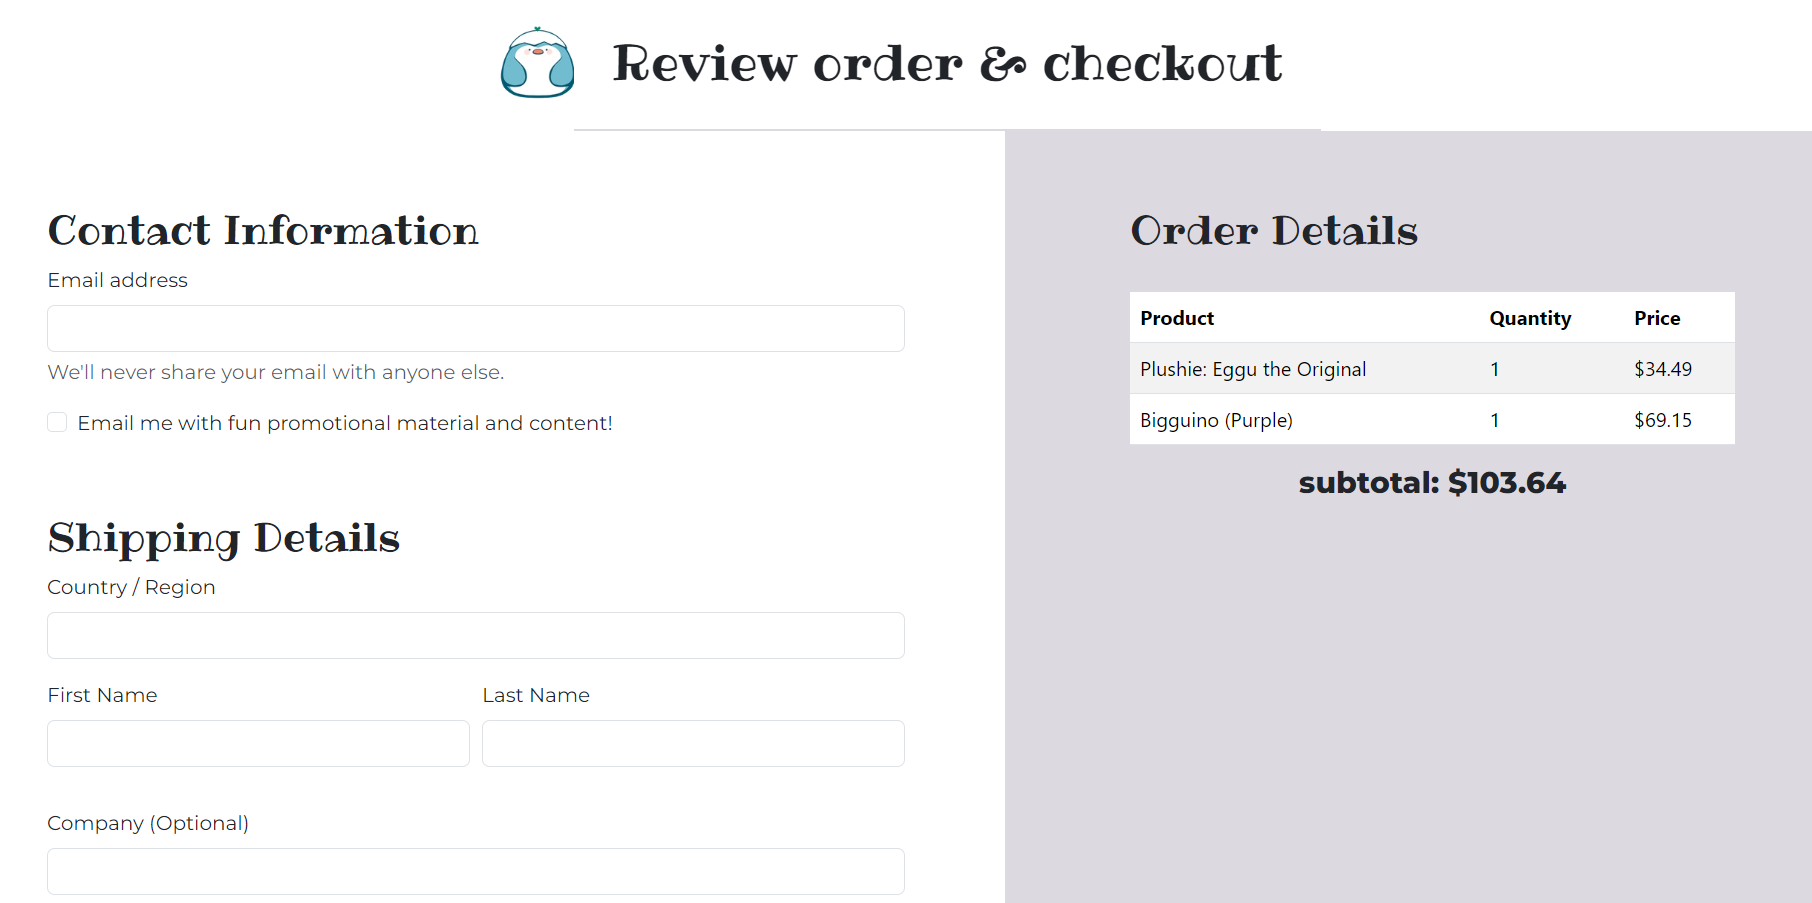 Review order & checkout
Contact Information
Email address
We'll never share your email with anyone else.
Email me with fun promotional material and content!
Shipping Details
Country / Region
First Name Last Name
Company (Optional)
Order Details
Product Quantity Price
Plushie: Eggu the Original 1 $34.49
Bigguino (Purple) 1 $69.15
subtotal: $103.64